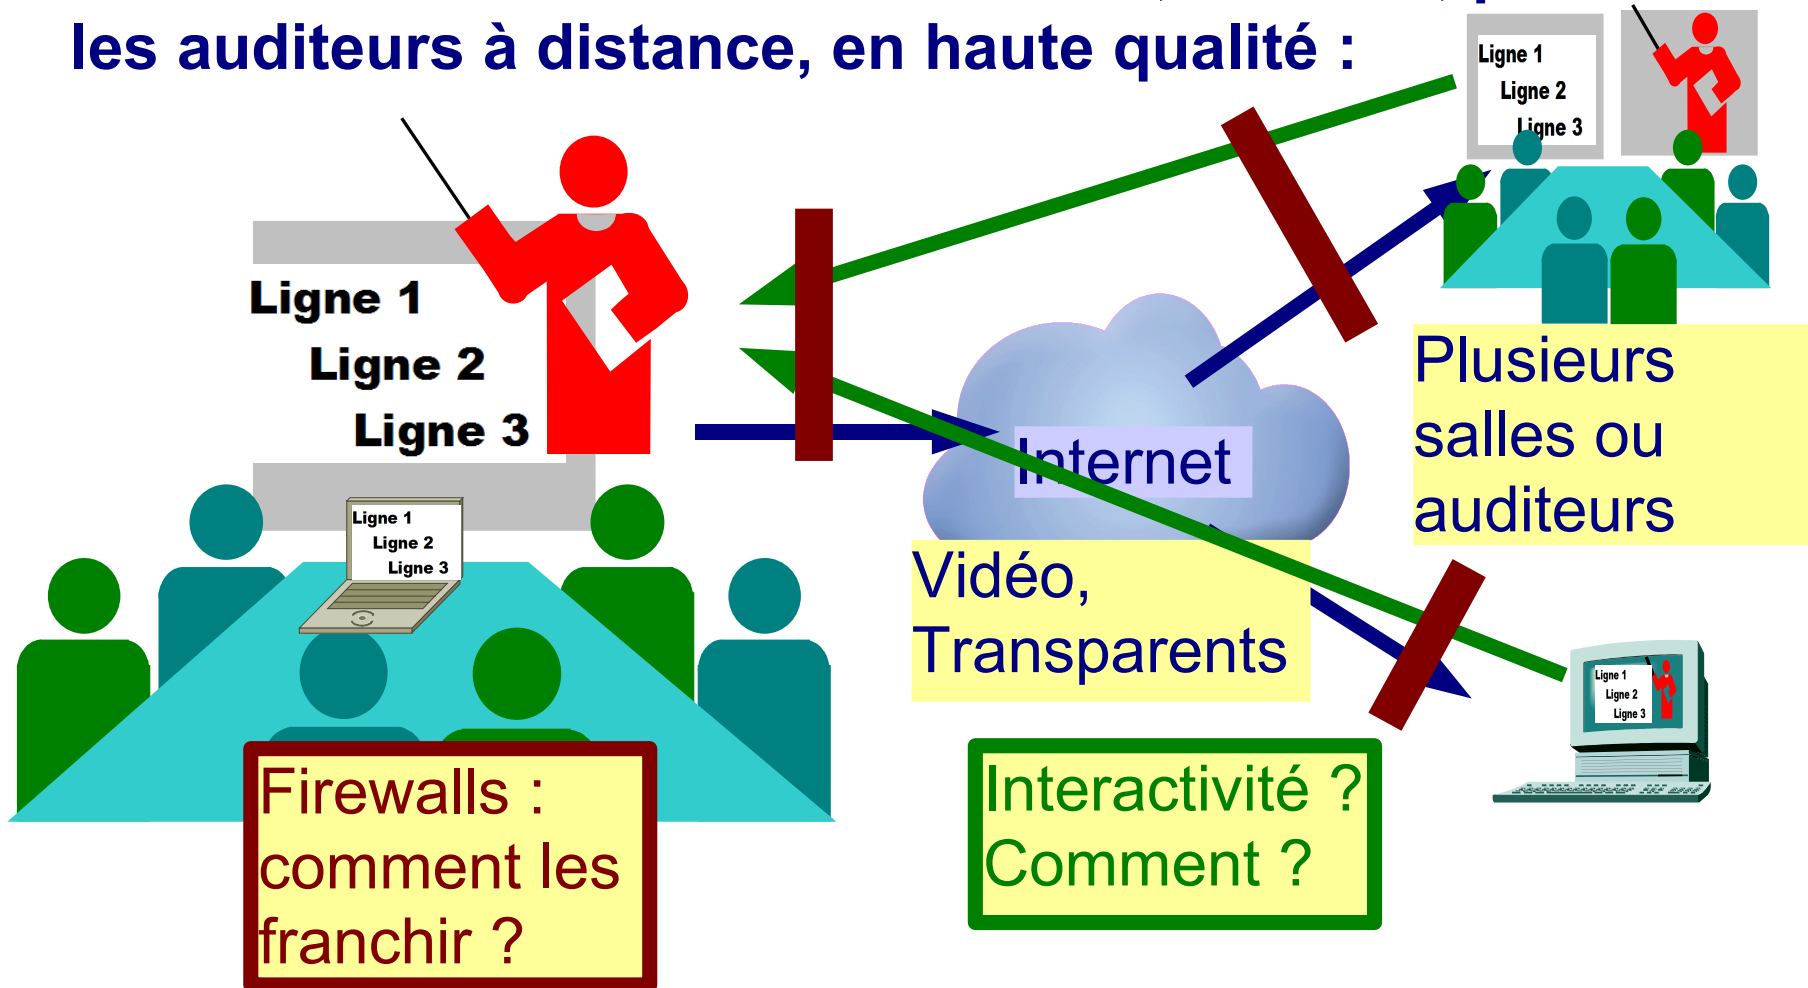 les auditeurs à distance, en haute qualité :
Ligne 1
Ligne 2
Ligne 3
Ligne 1
Ligne 2
Ligne 3
Ligne 1
Ligne 2
Ligne 3
Internet
Plusieurs
salles ou
auditeurs
Vidéo,
Transparents
Ligne 1
Ligne 2
Ligne 3
Firewalls :
comment les
franchir ?
Interactivité ?
Comment ?